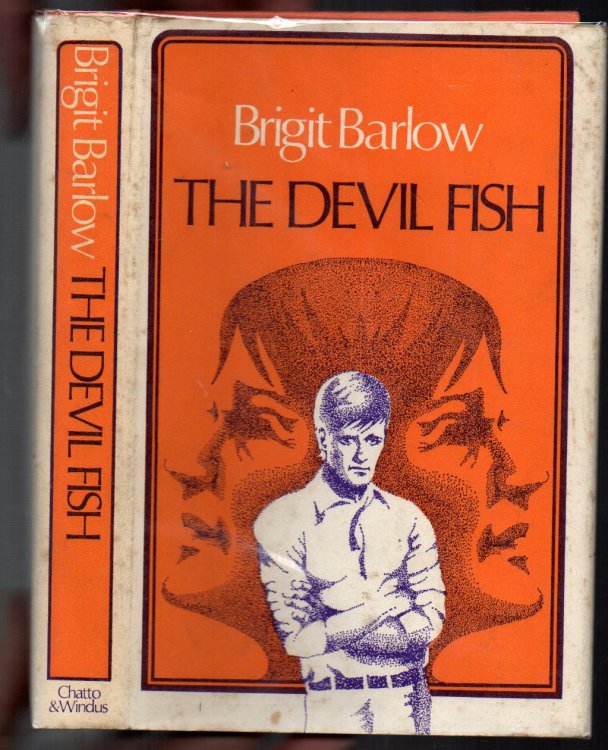 Brigit Barlow THE DEVIL FISH
Chatto
& Windus
Brigit Barlow
THE DEVIL FISH